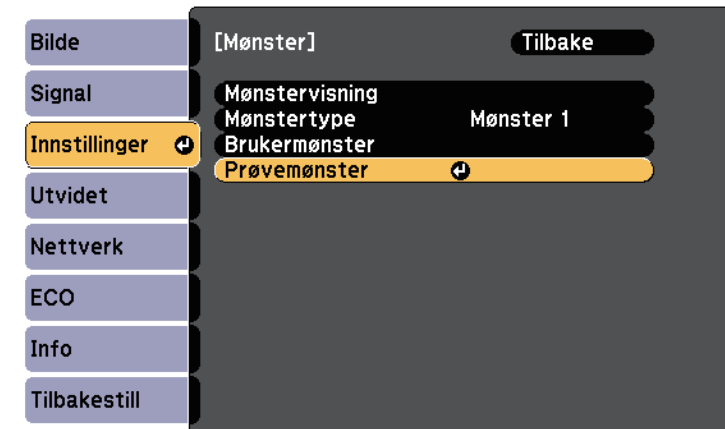 Bilde
Signal
Innstillinger
Utvidet
Nettverk
ECO
Info
Tilbakestill
[Mønster] Tilbake
Mønstervisning
Mønstertype Mønster 1
Brukermønster
Prøvemønster